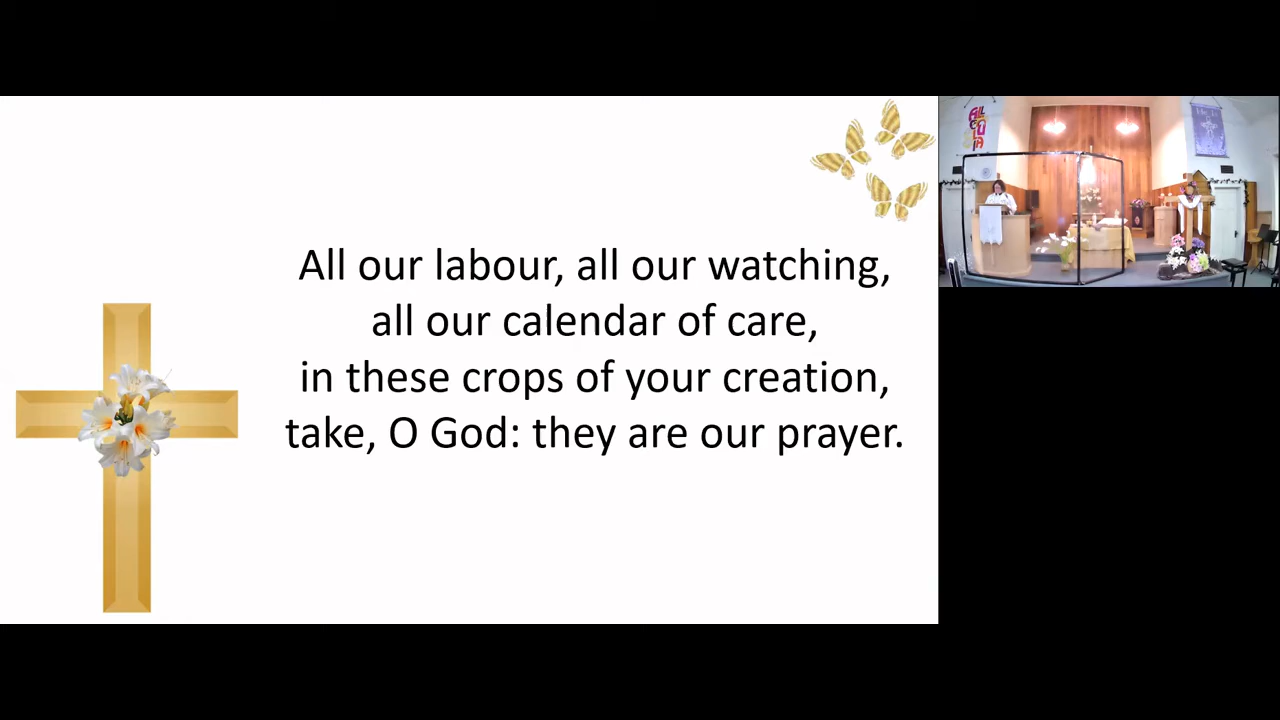 All our labour, all our watching,
all our calendar of care,
in these crops of your creation,
take, O God: they are our prayer.